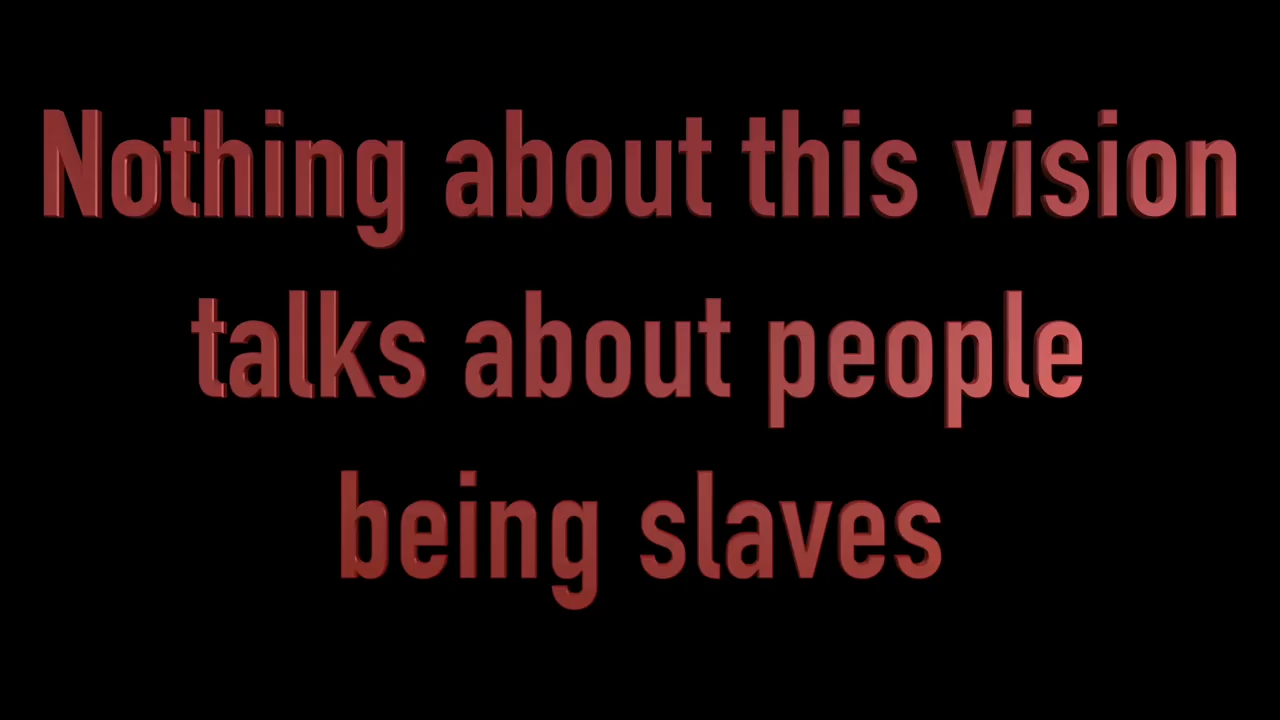 Nothing about this vision
talks about people
being slaves